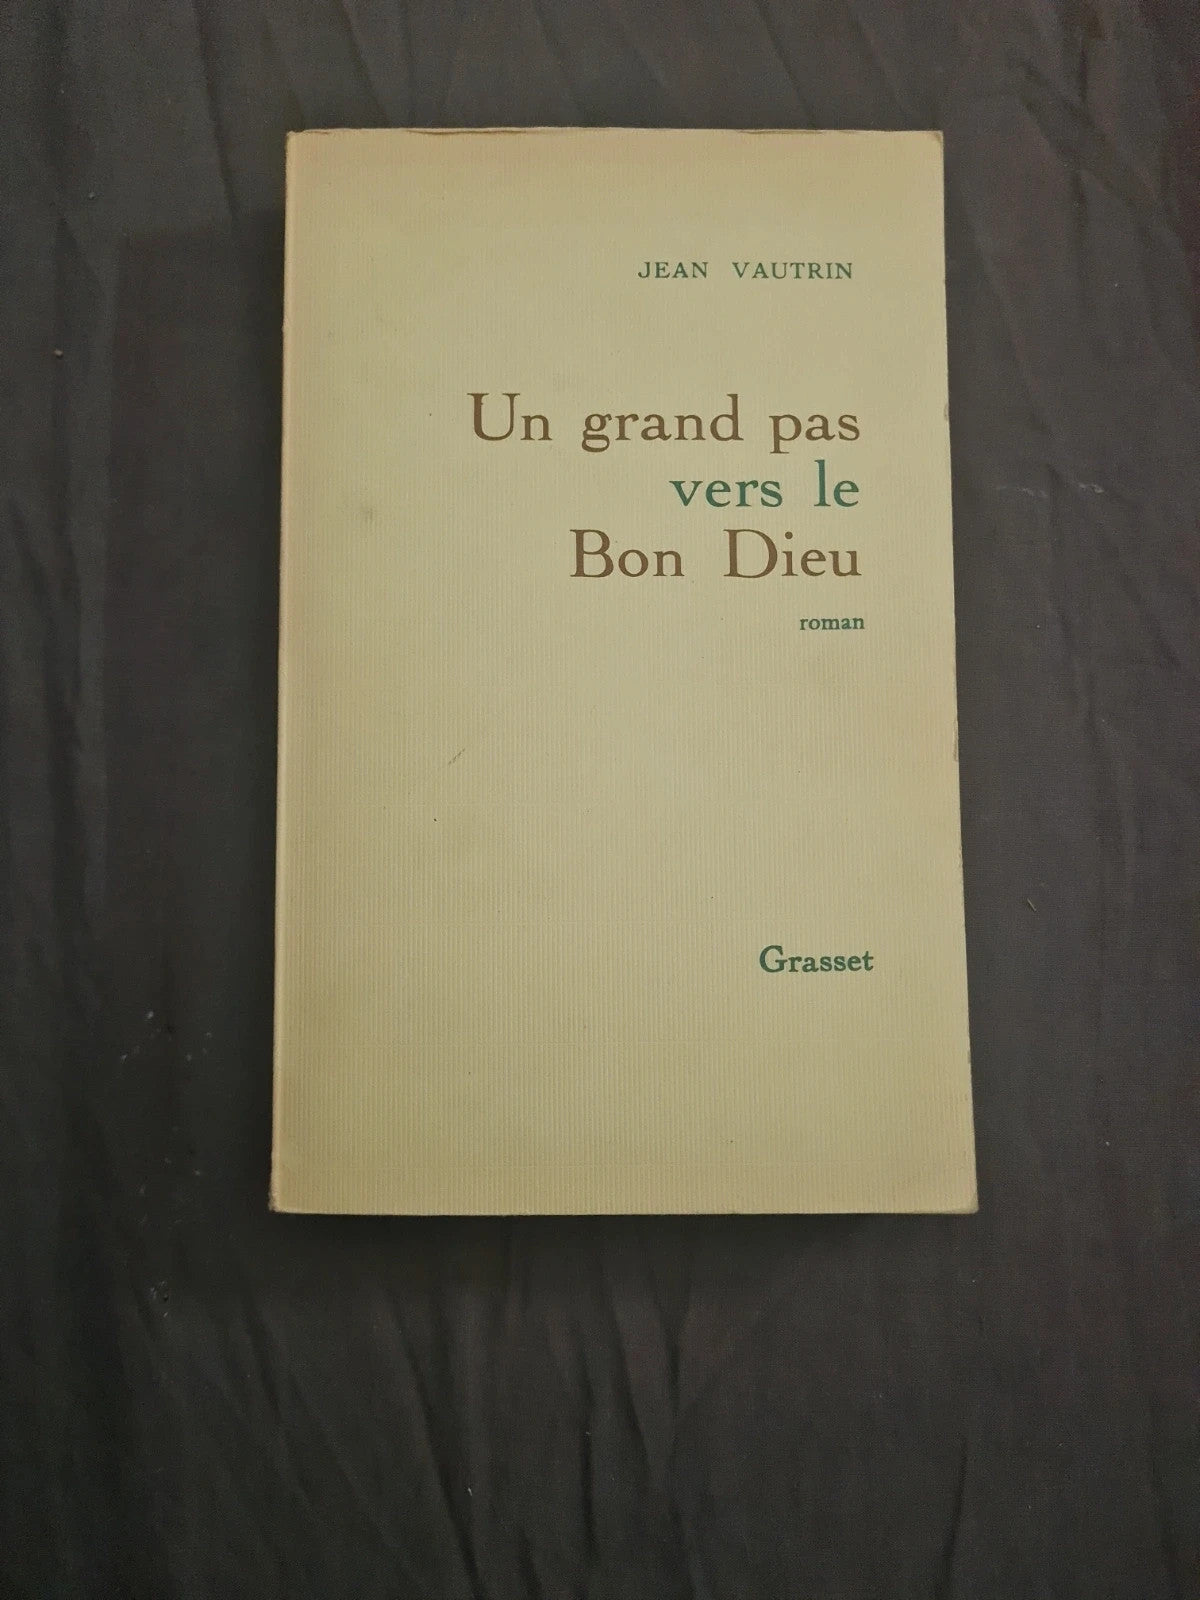 JEAN VAUTRIN
Un grand pas
vers le
Bon Dieu
roman
Grasset